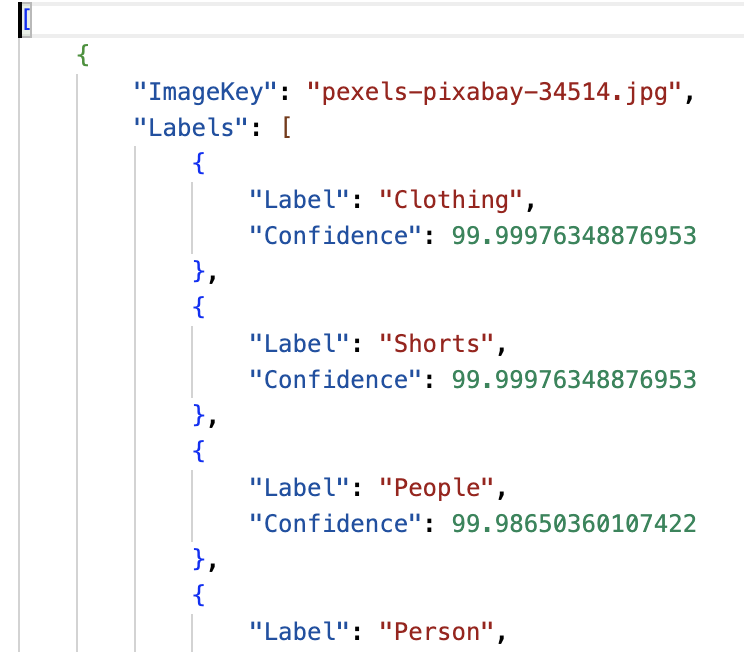 [
{
"ImageKey": "pexels-pixabay-34514.jpg",
"Labels": [
{
"Label": "Clothing",
"Confidence": 99.99976348876953
},
{
"Label": "Shorts",
"Confidence": 99.99976348876953
},
{
"Label": "People",
"Confidence": 99.98650360107422
},
{
"Label": "Person",